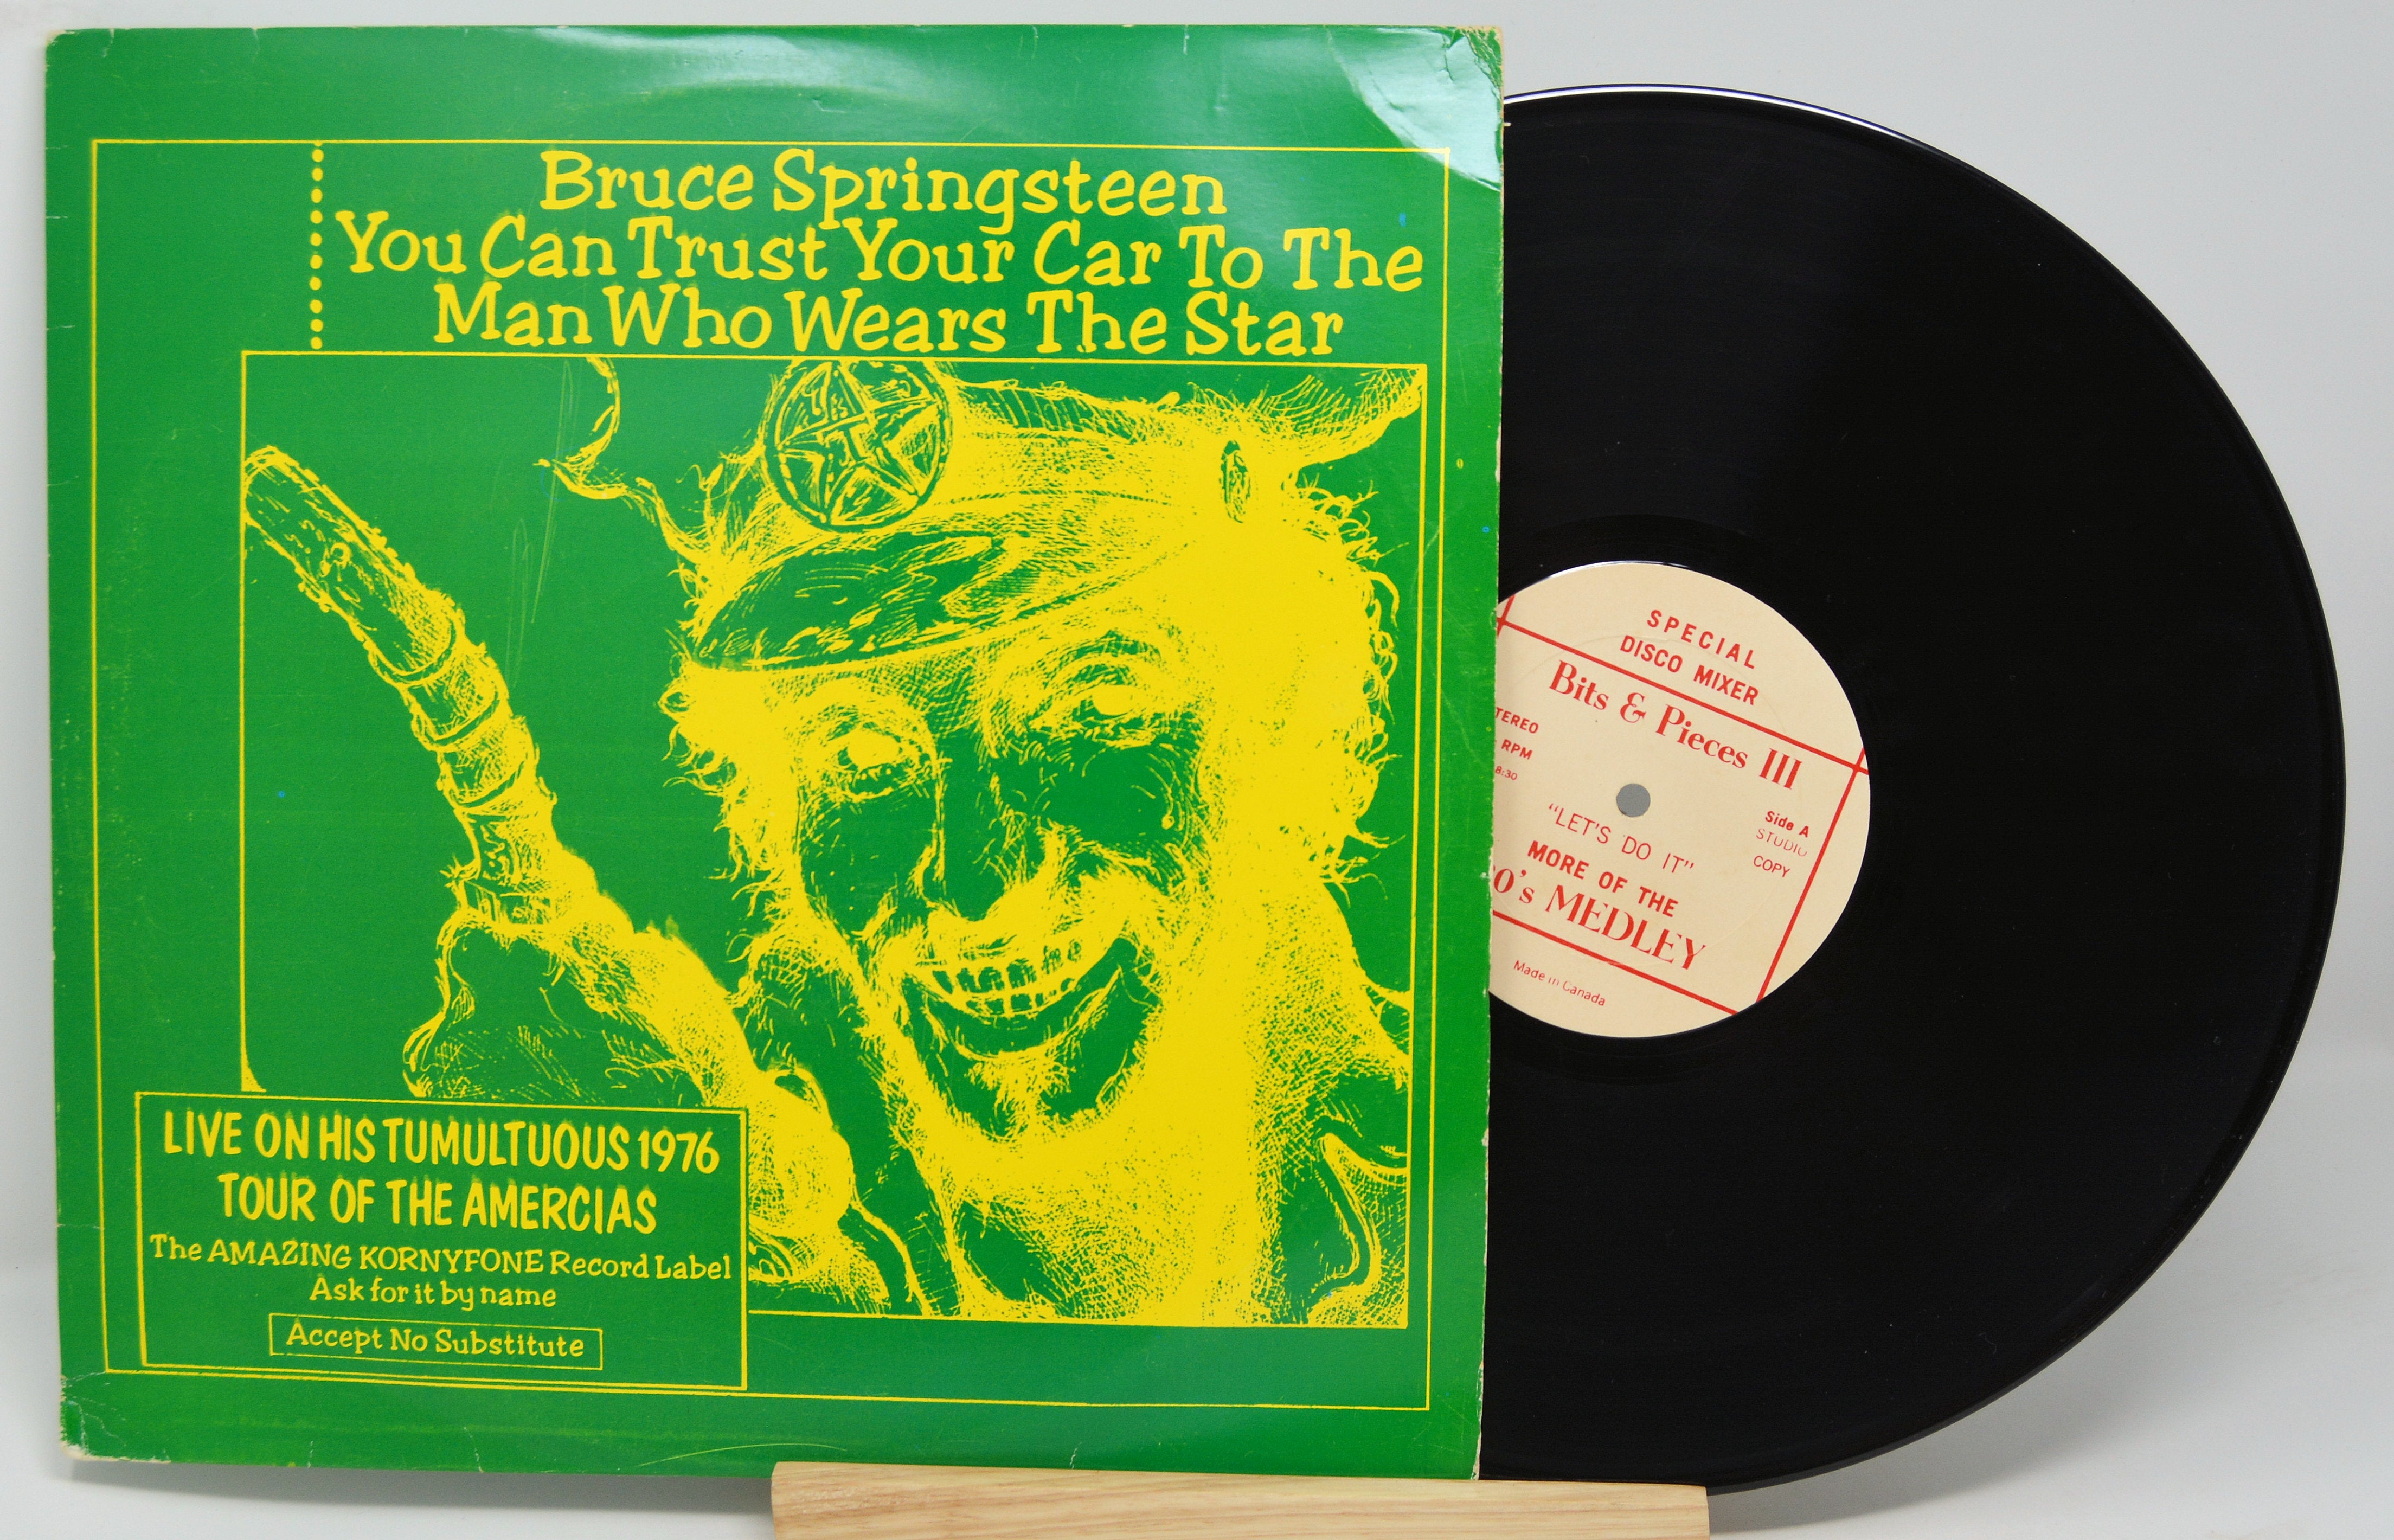 Bruce Springsteen
You Can Trust Your Car To The
Man Who Wears The Star
LIVE ON HIS TUMULTUOUS 1976
TOUR OF THE AMERCIAS
The AMAZING KORNYFONE Record Label
Ask for it by name
Accept No Substitute
SPECIAL
DISCO MIXER
Bits & Pieces III
TEREO
RPM
8:30
Side A
STUDIO
COPY
"LET'S DO IT"
MORE OF THE
0's MEDLEY
Made in Canada